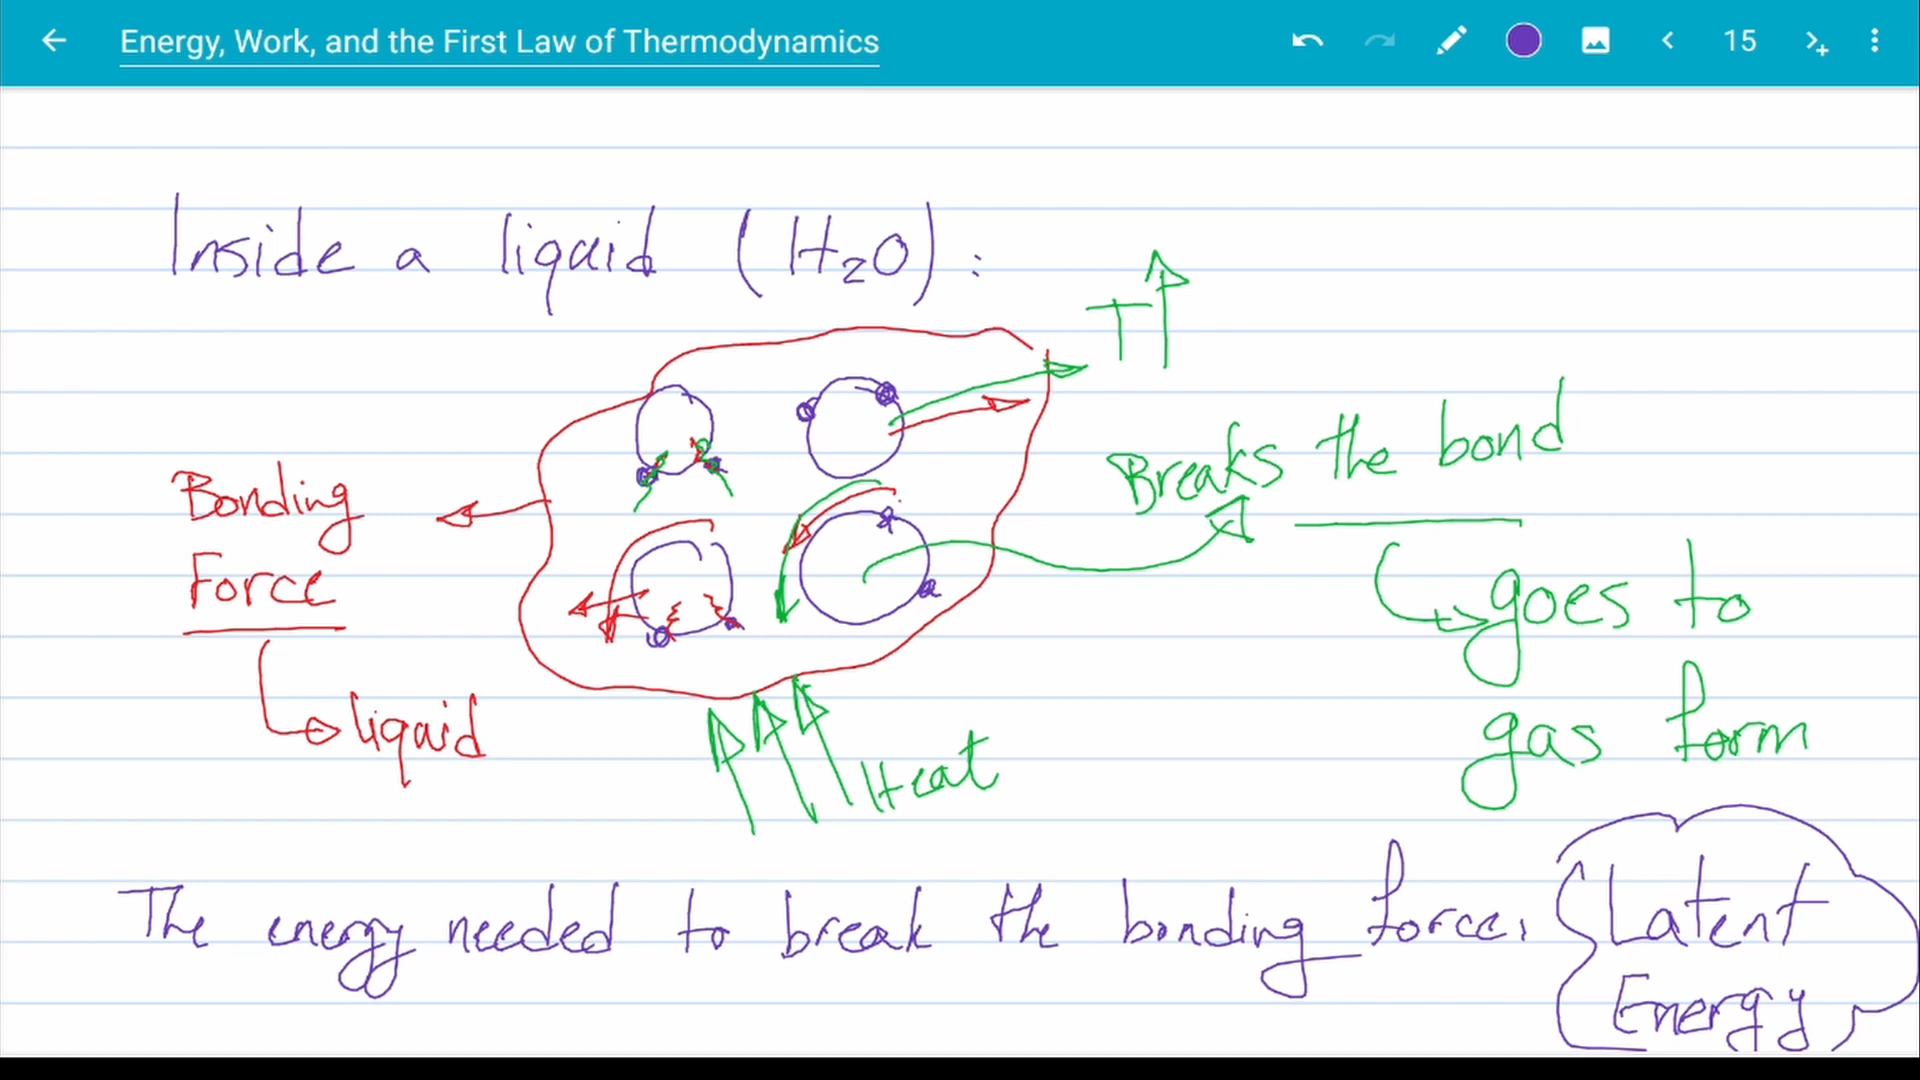 Energy, Work, and the First Law of Thermodynamics
15
Inside a liquid (H2O):
T
Breaks the bond
goes to
gas form
Bonding
Force
liquid
Heat
The energy needed to break the bonding force:
Latent
Energy